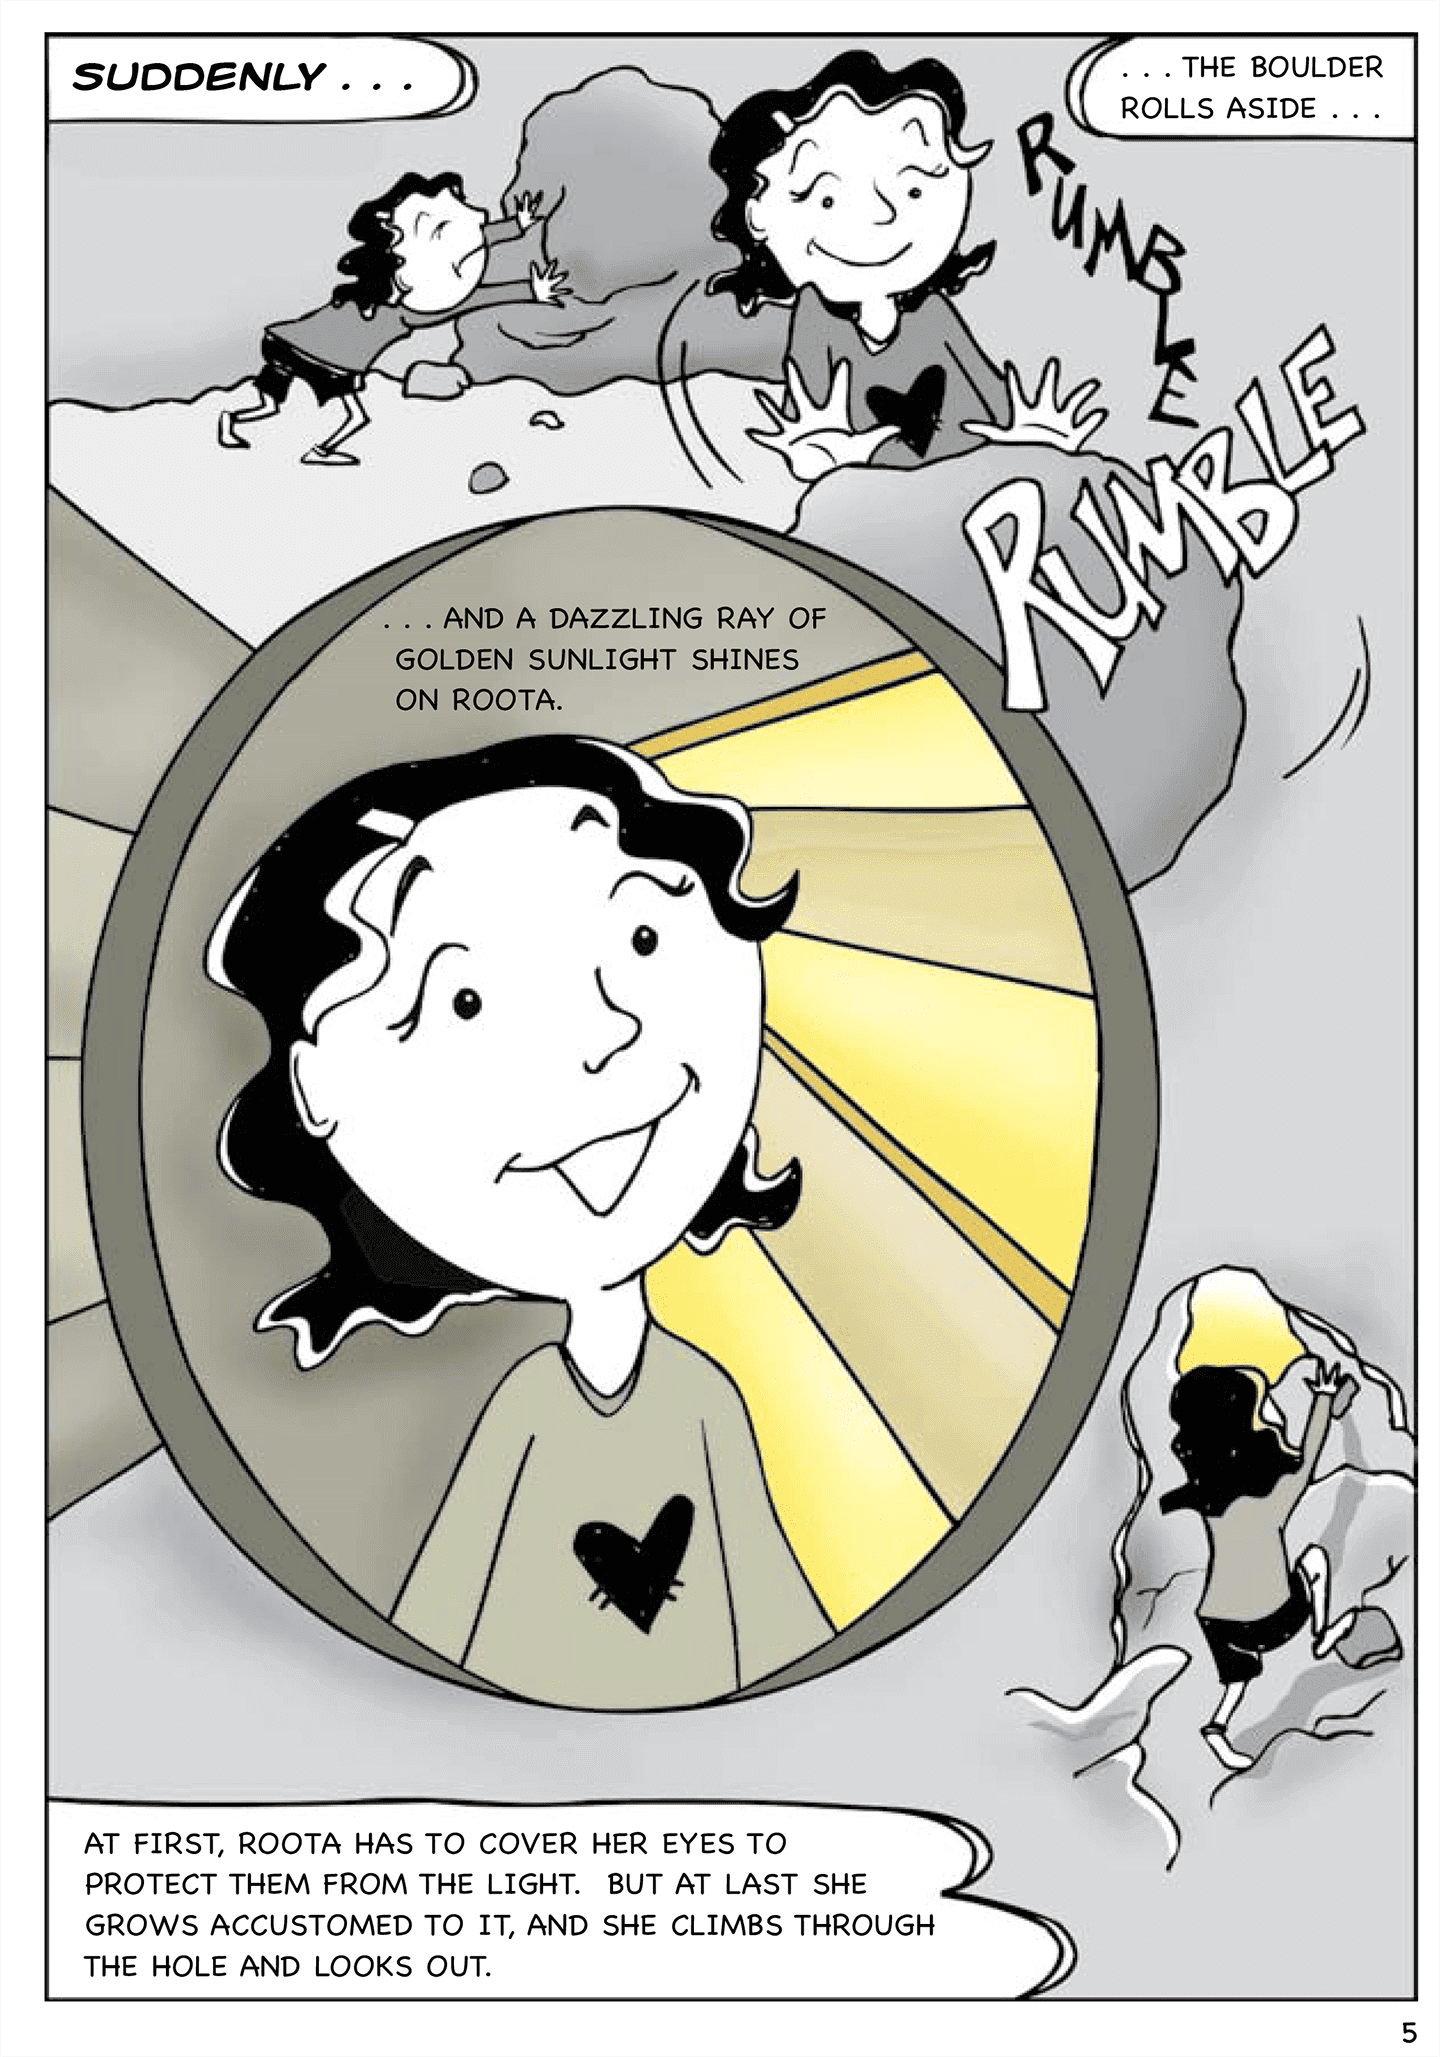 SUDDENLY . . .
. . . THE BOULDER
ROLLS ASIDE . . .
RUMBLE
RUMBLE
. . . AND A DAZZLING RAY OF
GOLDEN SUNLIGHT SHINES
ON ROOTA.
AT FIRST, ROOTA HAS TO COVER HER EYES TO
PROTECT THEM FROM THE LIGHT. BUT AT LAST SHE
GROWS ACCUSTOMED TO IT, AND SHE CLIMBS THROUGH
THE HOLE AND LOOKS OUT.
5